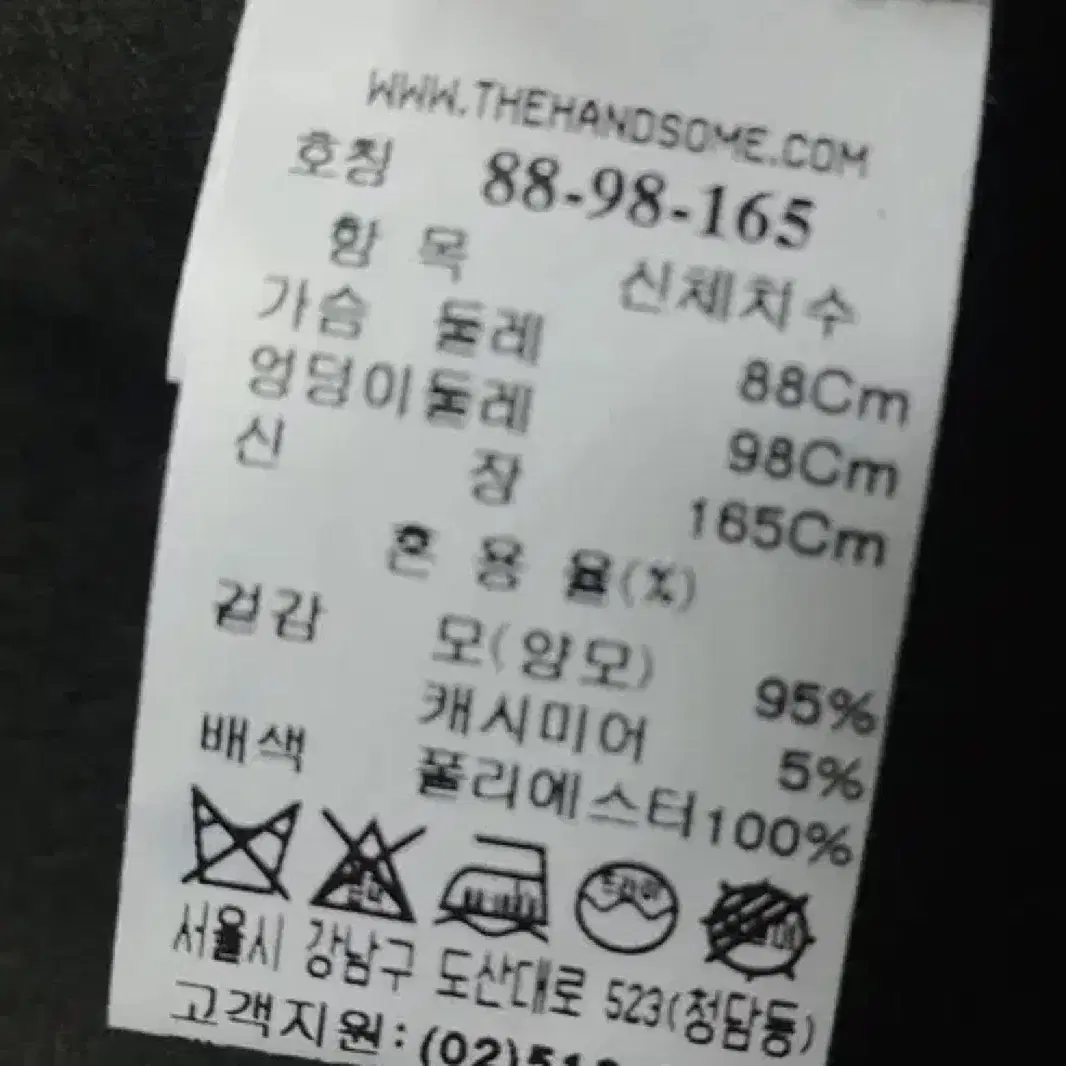 WWW.THEHANDSOME.COM
호칭 88-98-165
항 목 신체치수
가슴 둘레 88Cm
엉덩이둘레 98Cm
신 장 165Cm
혼 용 율(%)
겉감 모(양모) 95%
캐시미어 5%
배색 폴리에스터100%
서울시 강남구 도산대로 523(청담동)
고객지원: (02)51